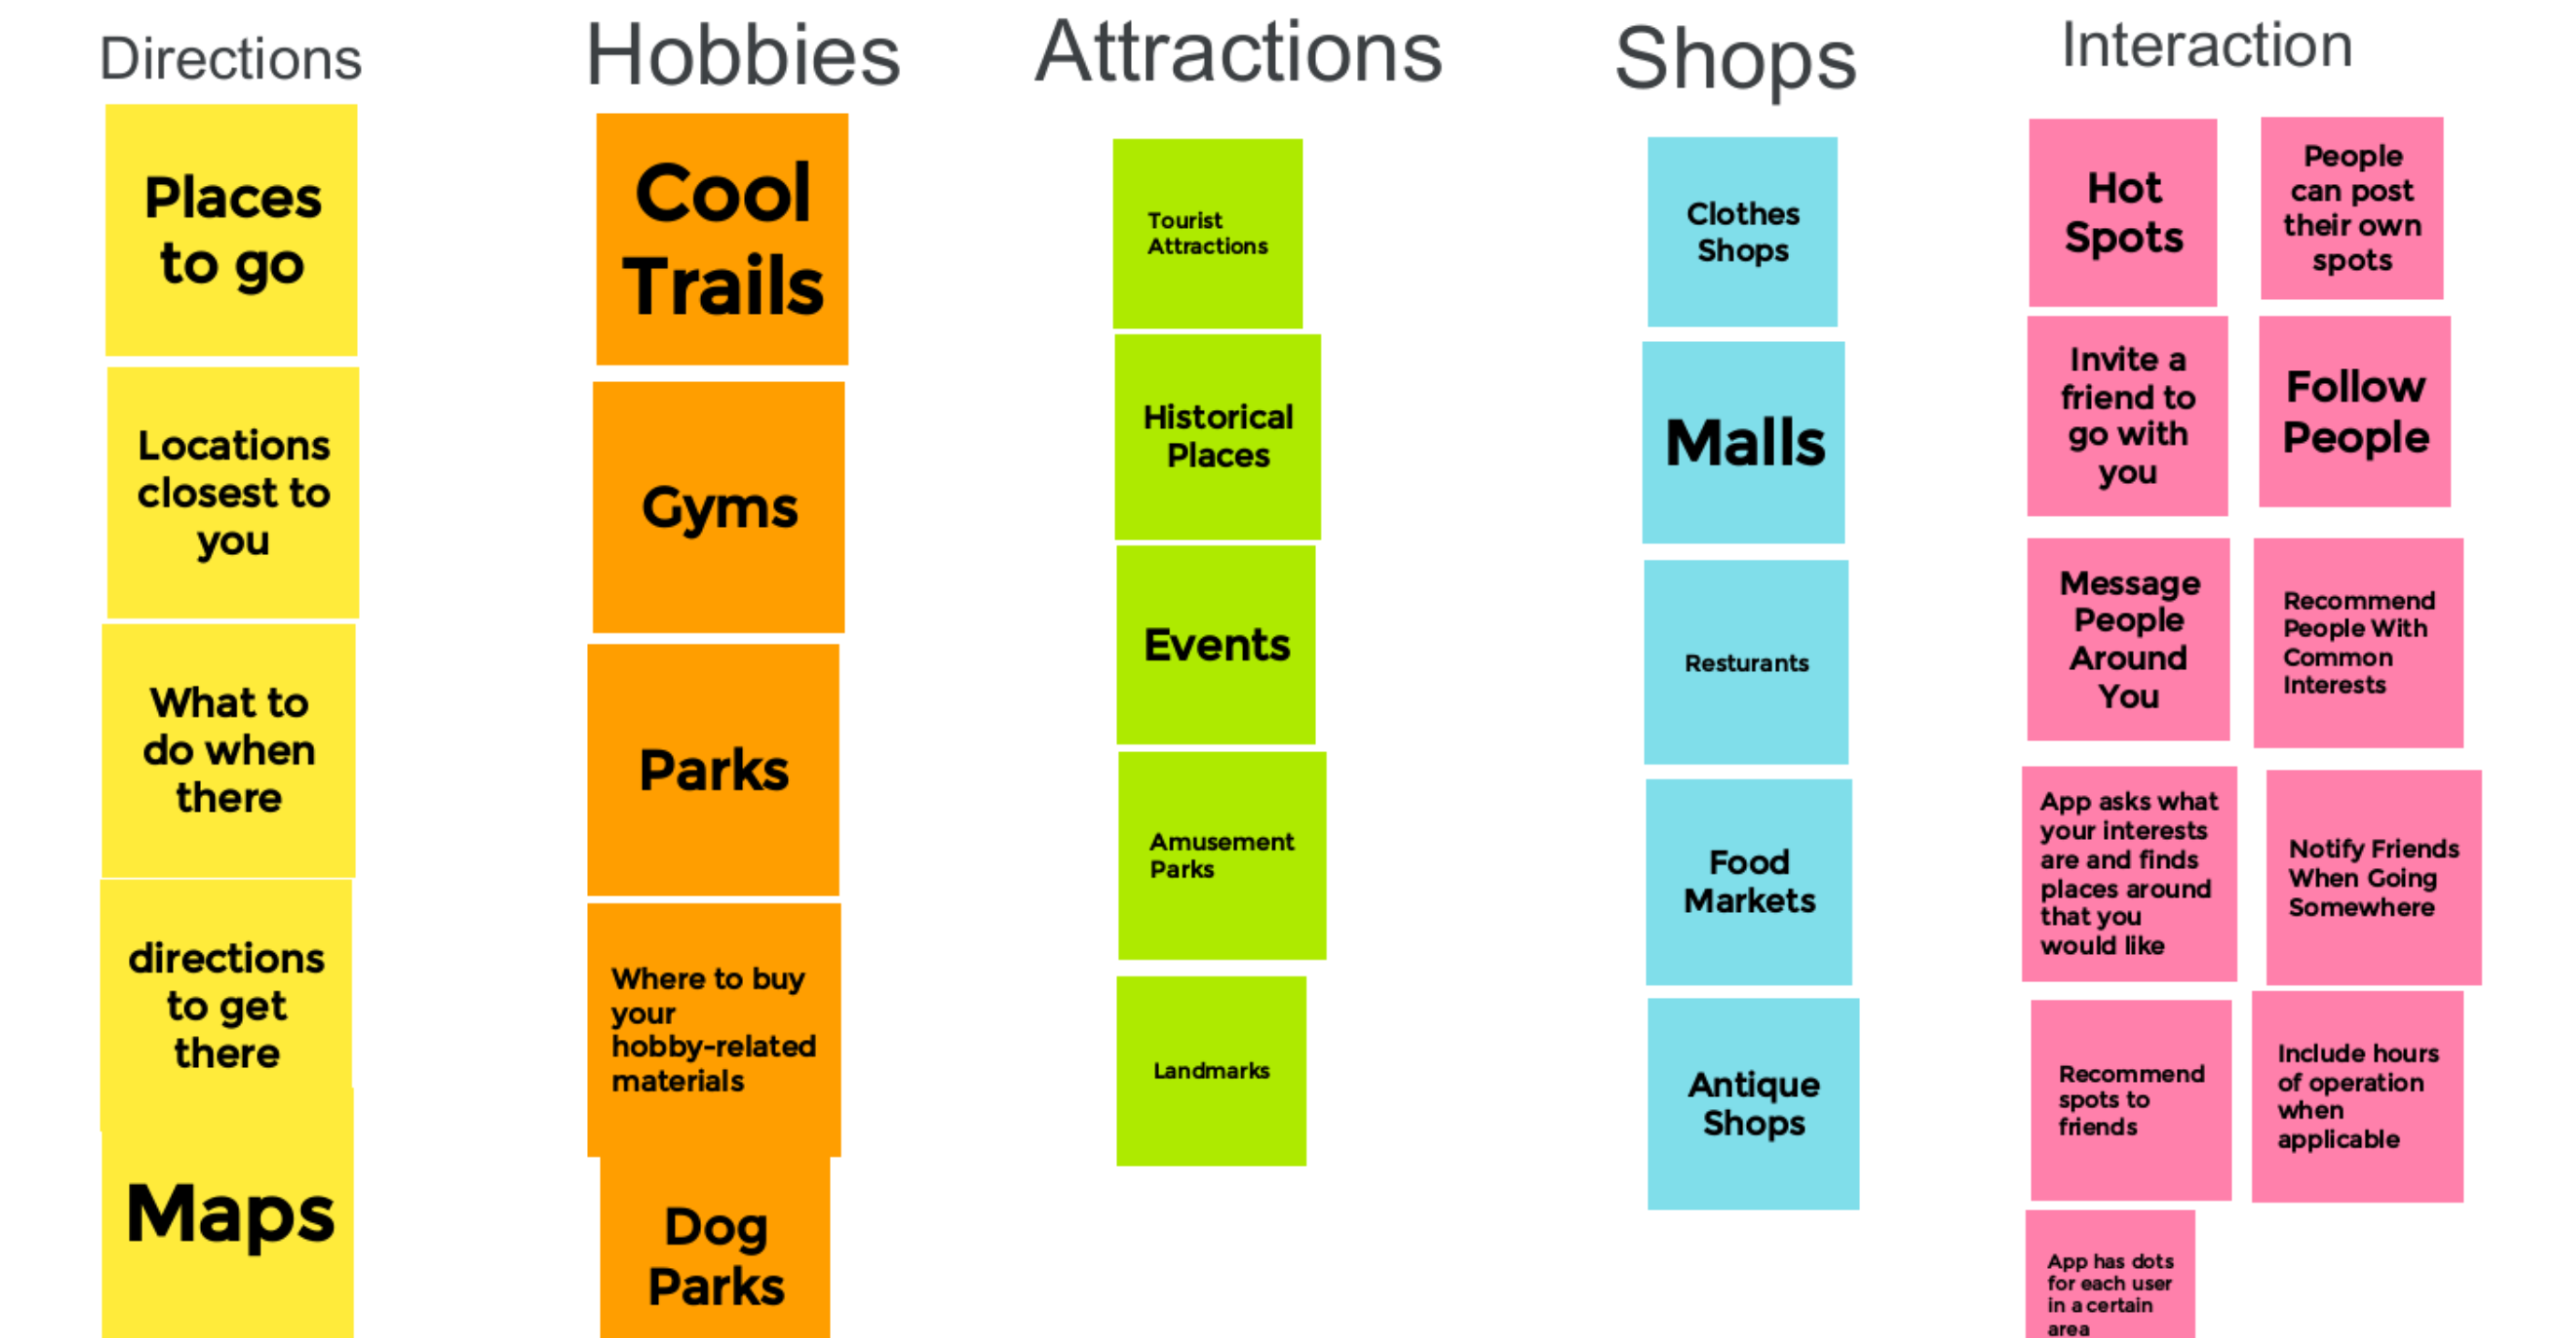 Directions
Places
to go
Locations
closest to
you
What to
do when
there
directions
to get
there
Maps
Hobbies
Cool
Trails
Gyms
Parks
Where to buy
your
hobby-related
materials
Dog
Parks
Attractions
Tourist
Attractions
Historical
Places
Events
Amusement
Parks
Landmarks
Shops
Clothes
Shops
Malls
Resturants
Food
Markets
Antique
Shops
Interaction
Hot
Spots
People
can post
their own
spots
Invite a
friend to
go with
you
Follow
People
Message
People
Around
You
Recommend
People With
Common
Interests
App asks what
your interests
are and finds
places around
that you
would like
Notify Friends
When Going
Somewhere
Recommend
spots to
friends
Include hours
of operation
when
applicable
App has dots
for each user
in a certain
area